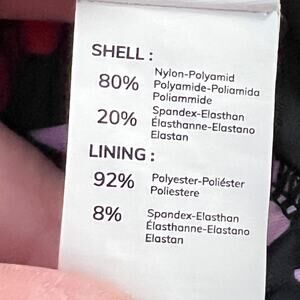 SHELL :
80% Nylon-Polyamid
Polyamide-Poliamida
Poliammide
20% Spandex-Elasthan
Élasthanne-Elastano
Elastan
LINING :
92% Polyester-Poliéster
Poliestere
8% Spandex-Elasthan
Élasthanne-Elastano
Elastan